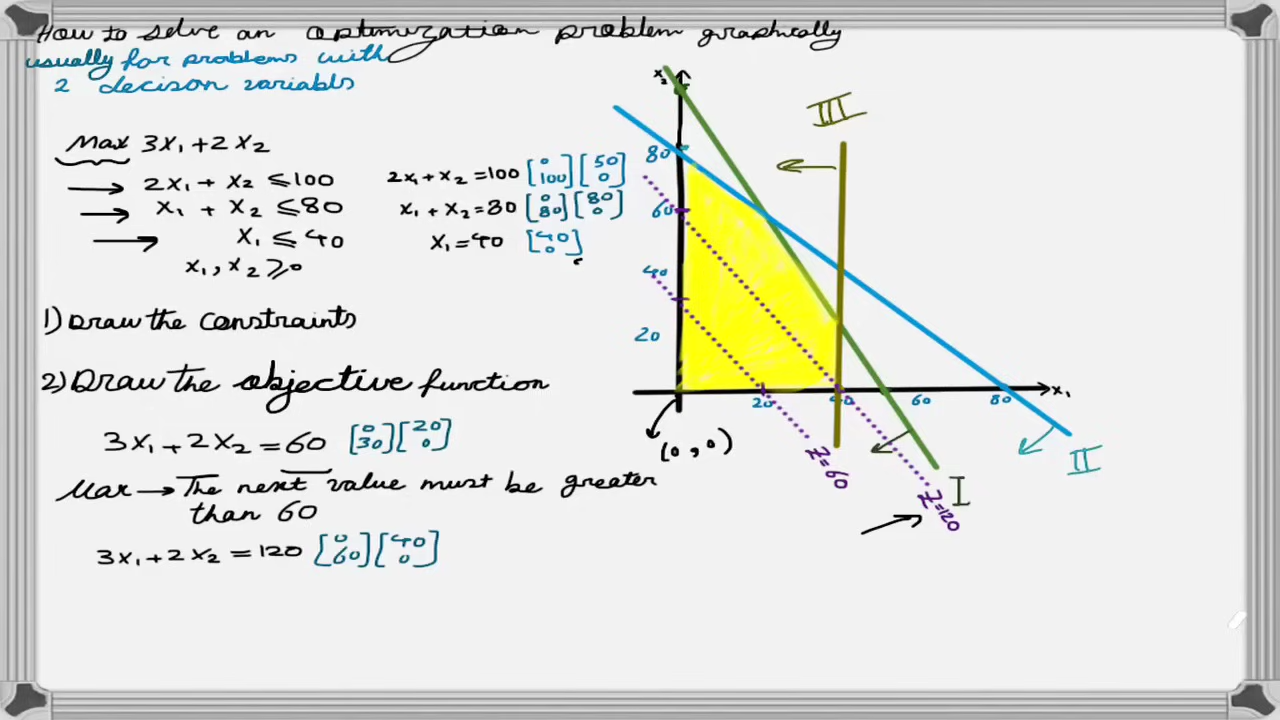 How to solve an optimization problem graphically
usually for problems with
2 decison variabls
Max 3x₁+2x₂
2x₁+x₂≤100
x₁+x₂≤80
x₁≤40
x₁,x₂≥0
2x₁+x₂=100 [0 100] [50 0]
x₁+x₂=80 [0 80] [80 0]
x₁=40 [40 0]
1) Draw the constraints
2) Draw the objective function
3x₁+2x₂=60 [0 30] [20 0]
Max → The next value must be greater
than 60
3x₁+2x₂=120 [0 60] [40 0]
x₂
80
60
40
20
20 40 60 80 x₁
(0,0)
III
II
I
Z=60
Z=120